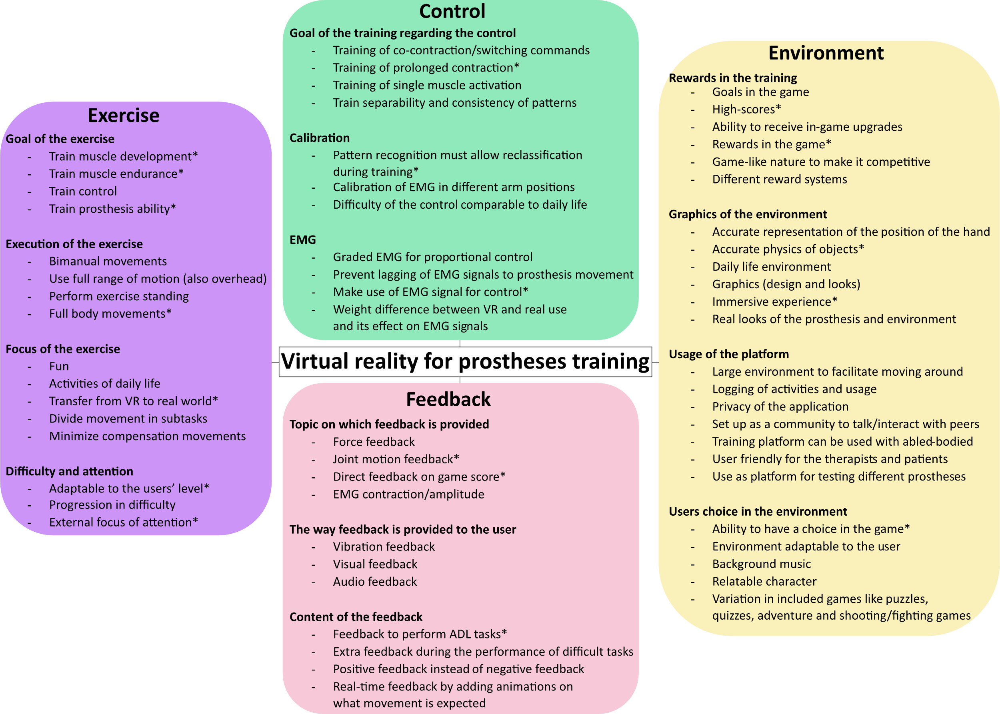 Control
Goal of the training regarding the control
- Training of co-contraction/switching commands
- Training of prolonged contraction*
- Training of single muscle activation
- Train separability and consistency of patterns
Calibration
- Pattern recognition must allow reclassification
during training*
- Calibration of EMG in different arm positions
- Difficulty of the control comparable to daily life
EMG
- Graded EMG for proportional control
- Prevent lagging of EMG signals to prosthesis movement
- Make use of EMG signal for control*
- Weight difference between VR and real use
and its effect on EMG signals
Exercise
Goal of the exercise
- Train muscle development*
- Train muscle endurance*
- Train control
- Train prosthesis ability*
Execution of the exercise
- Bimanual movements
- Use full range of motion (also overhead)
- Perform exercise standing
- Full body movements*
Focus of the exercise
- Fun
- Activities of daily life
- Transfer from VR to real world*
- Divide movement in subtasks
- Minimize compensation movements
Difficulty and attention
- Adaptable to the users’ level*
- Progression in difficulty
- External focus of attention*
Virtual reality for prostheses training
Feedback
Topic on which feedback is provided
- Force feedback
- Joint motion feedback*
- Direct feedback on game score*
- EMG contraction/amplitude
The way feedback is provided to the user
- Vibration feedback
- Visual feedback
- Audio feedback
Content of the feedback
- Feedback to perform ADL tasks*
- Extra feedback during the performance of difficult tasks
- Positive feedback instead of negative feedback
- Real-time feedback by adding animations on
what movement is expected
Environment
Rewards in the training
- Goals in the game
- High-scores*
- Ability to receive in-game upgrades
- Rewards in the game*
- Game-like nature to make it competitive
- Different reward systems
Graphics of the environment
- Accurate representation of the position of the hand
- Accurate physics of objects*
- Daily life environment
- Graphics (design and looks)
- Immersive experience*
- Real looks of the prosthesis and environment
Usage of the platform
- Large environment to facilitate moving around
- Logging of activities and usage
- Privacy of the application
- Set up as a community to talk/interact with peers
- Training platform can be used with abled-bodied
- User friendly for the therapists and patients
- Use as platform for testing different prostheses
Users choice in the environment
- Ability to have a choice in the game*
- Environment adaptable to the user
- Background music
- Relatable character
- Variation in included games like puzzles,
quizzes, adventure and shooting/fighting games